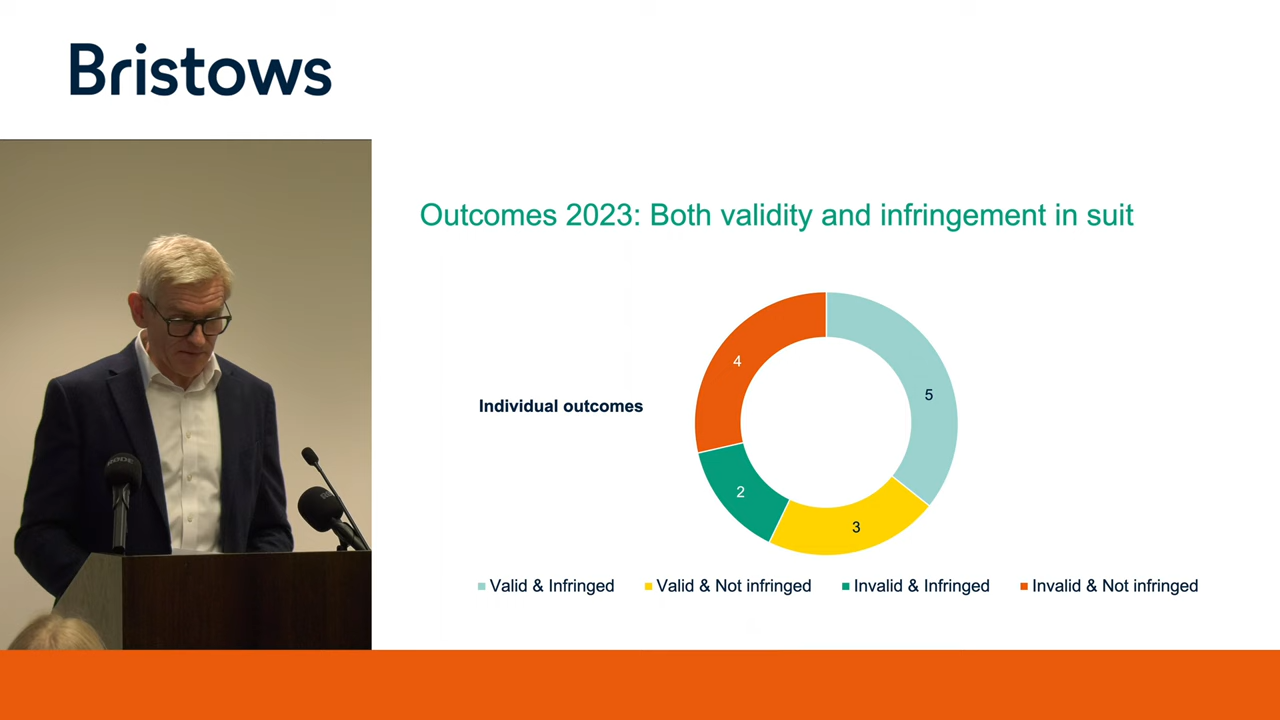 Bristows
Outcomes 2023: Both validity and infringement in suit
4
5
Individual outcomes
2
3
Valid & Infringed Valid & Not infringed Invalid & Infringed Invalid & Not infringed
RODE